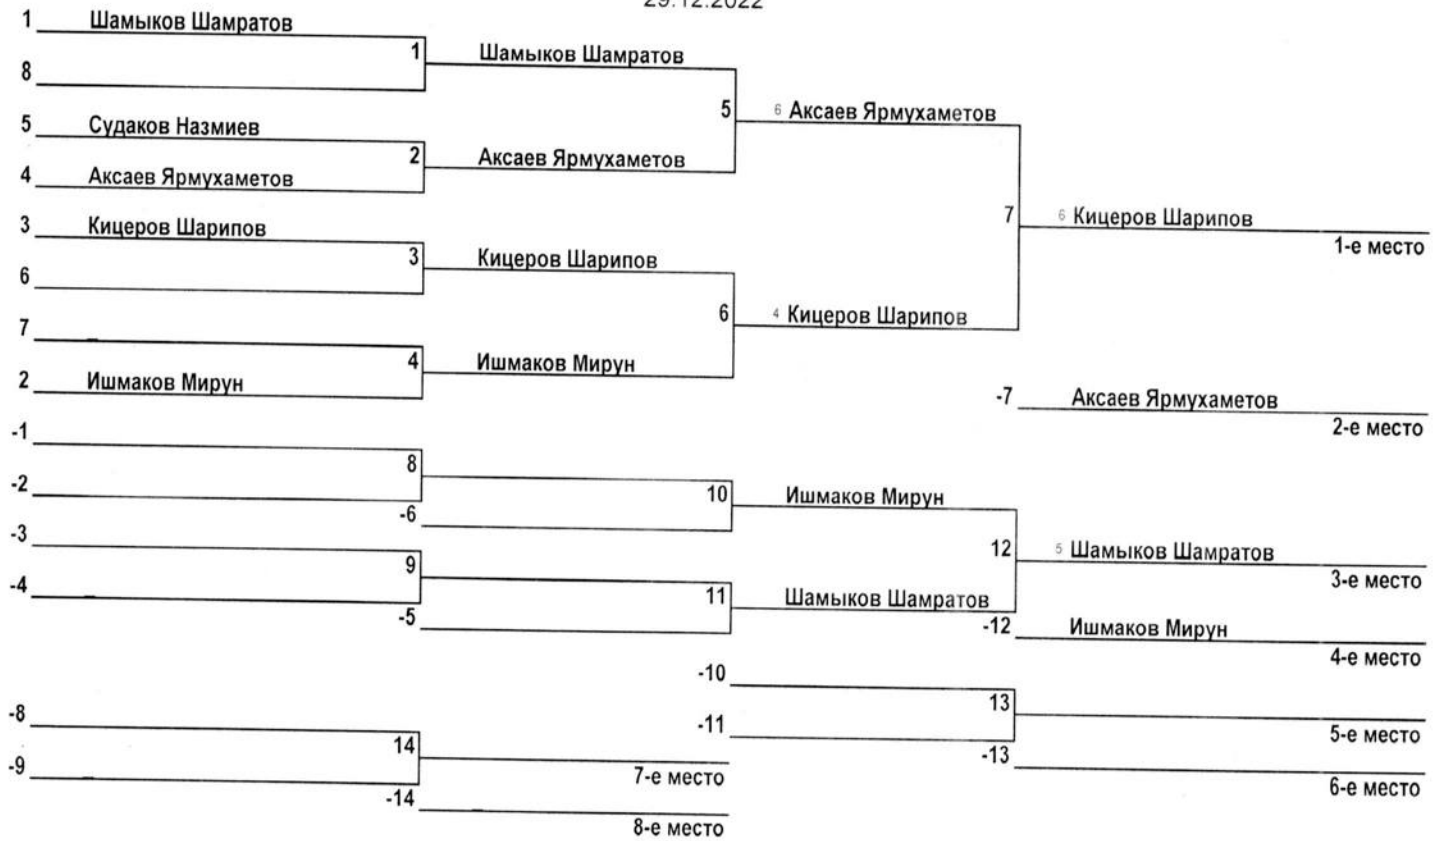 29.12.2022
1 Шамыков Шамратов
1 Шамыков Шамратов
8
5 6 Аксаев Ярмухаметов
5 Судаков Назмиев
2 Аксаев Ярмухаметов
4 Аксаев Ярмухаметов
7 6 Кицеров Шарипов
1-е место
3 Кицеров Шарипов
3 Кицеров Шарипов
6
6 4 Кицеров Шарипов
7
4 Ишмаков Мирун
2 Ишмаков Мирун
-7 Аксаев Ярмухаметов
2-е место
-1
8
-2
10 Ишмаков Мирун
-6
-3
12 5 Шамыков Шамратов
3-е место
9
-4
11 Шамыков Шамратов
-5
-12 Ишмаков Мирун
4-е место
-10
13
5-е место
-11
-13
6-е место
-8
14
7-е место
-9
-14
8-е место